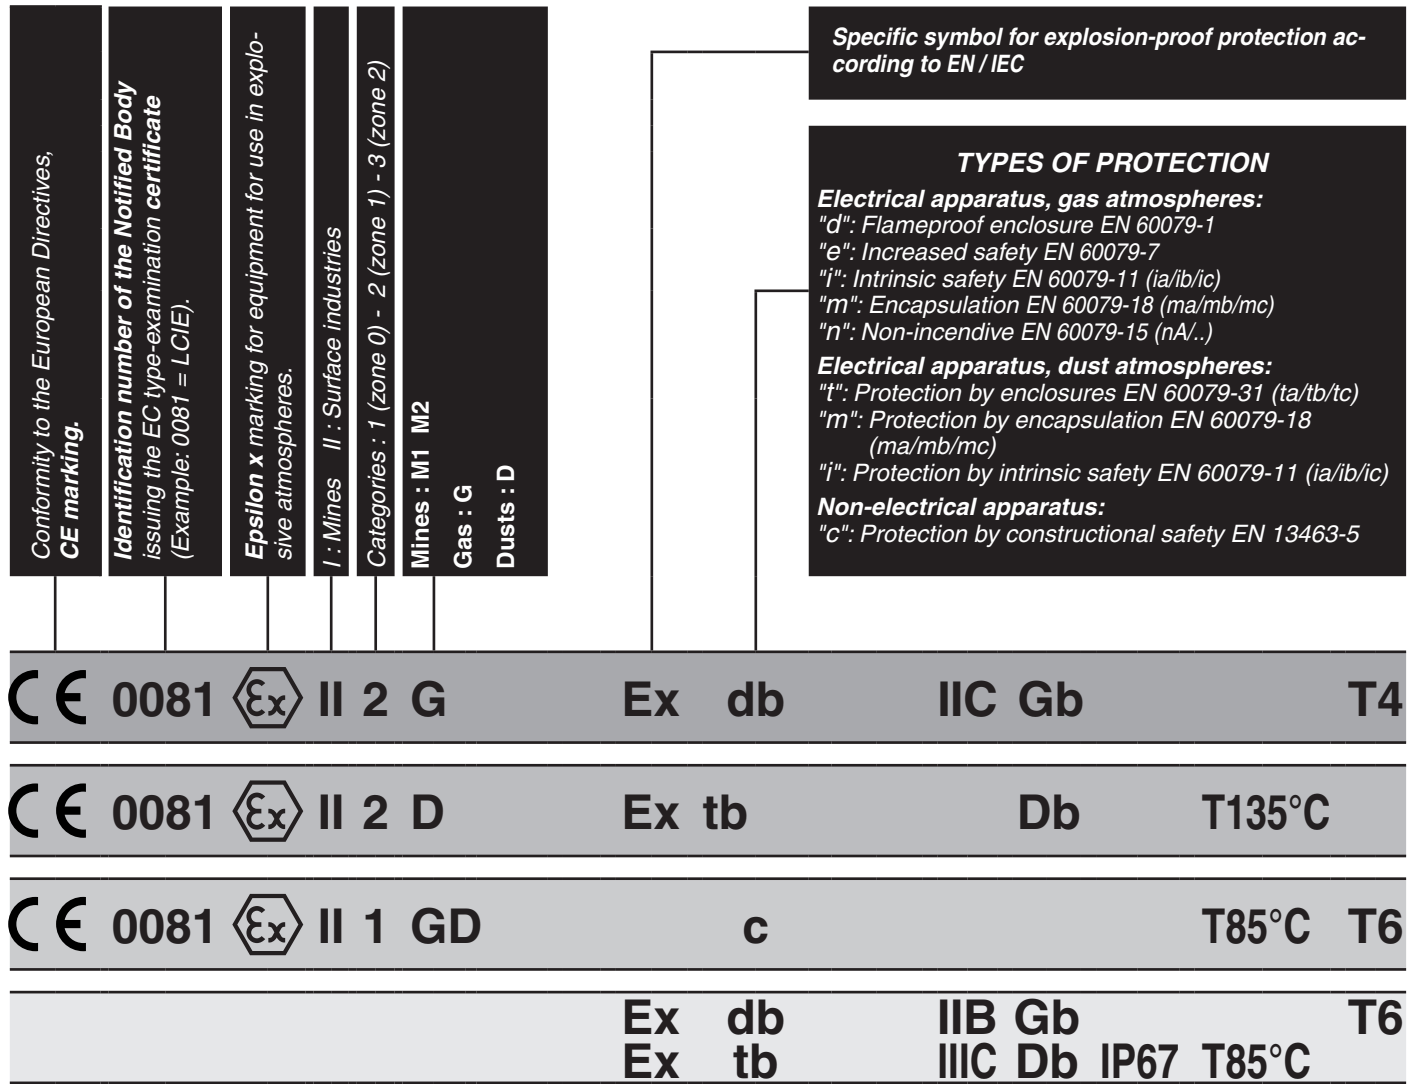 Conformity to the European Directives,
CE marking.
Identification number of the Notified Body
issuing the EC type-examination certificate
(Example: 0081 = LCIE).
Epsilon x marking for equipment for use in explo-
sive atmospheres.
I : Mines II : Surface industries
Categories : 1 (zone 0) - 2 (zone 1) - 3 (zone 2)
Mines : M1 M2
Gas : G
Dusts : D
Specific symbol for explosion-proof protection ac-
cording to EN / IEC
TYPES OF PROTECTION
Electrical apparatus, gas atmospheres:
"d": Flameproof enclosure EN 60079-1
"e": Increased safety EN 60079-7
"i": Intrinsic safety EN 60079-11 (ia/ib/ic)
"m": Encapsulation EN 60079-18 (ma/mb/mc)
"n": Non-incendive EN 60079-15 (nA/..)
Electrical apparatus, dust atmospheres:
"t": Protection by enclosures EN 60079-31 (ta/tb/tc)
"m": Protection by encapsulation EN 60079-18
(ma/mb/mc)
"i": Protection by intrinsic safety EN 60079-11 (ia/ib/ic)
Non-electrical apparatus:
"c": Protection by constructional safety EN 13463-5
CE 0081 Ex II 2 G Ex db IIC Gb T4
CE 0081 Ex II 2 D Ex tb Db T135°C
CE 0081 Ex II 1 GD c T85°C T6
Ex db IIB Gb T6
Ex tb IIIC Db IP67 T85°C